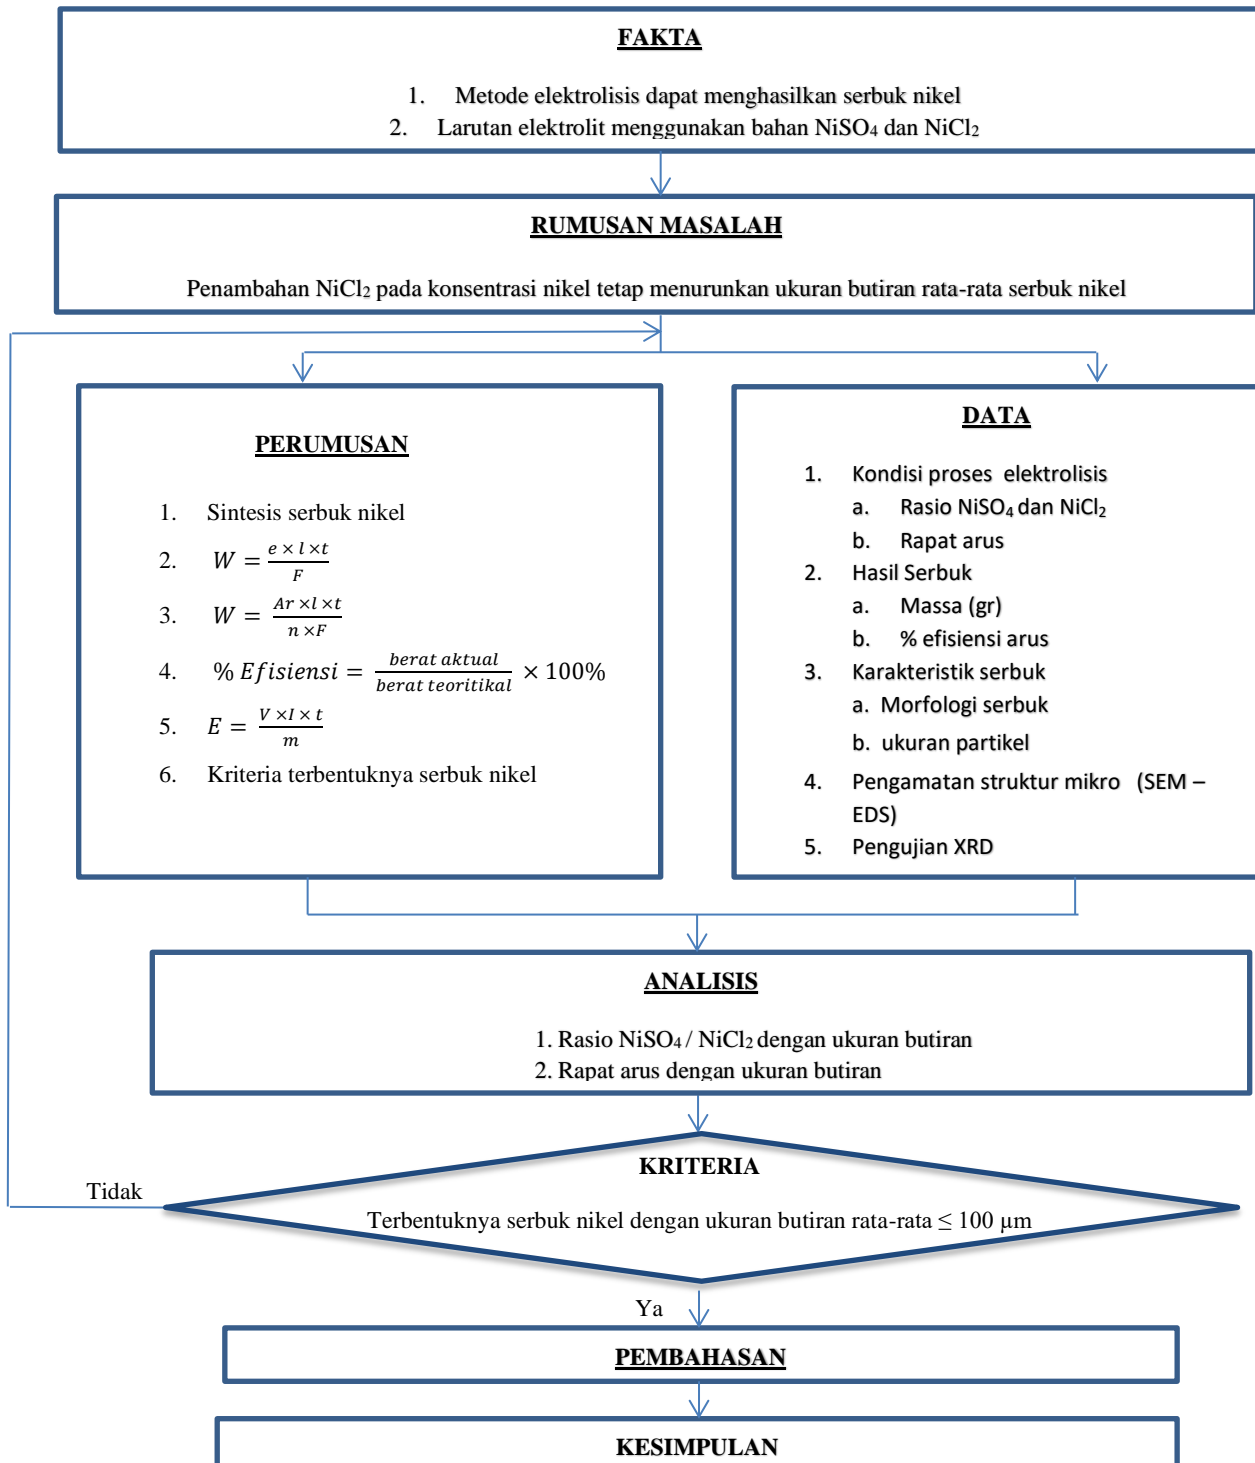 FAKTA
1. Metode elektrolisis dapat menghasilkan serbuk nikel
2. Larutan elektrolit menggunakan bahan NiSO₄ dan NiCl₂
RUMUSAN MASALAH
Penambahan NiCl₂ pada konsentrasi nikel tetap menurunkan ukuran butiran rata-rata serbuk nikel
PERUMUSAN
1. Sintesis serbuk nikel
2. W = (e × l × t) / F
3. W = (Ar × l × t) / (n × F)
4. % Efisiensi = (berat aktual) / (berat teoritikal) × 100%
5. E = (V × I × t) / m
6. Kriteria terbentuknya serbuk nikel
DATA
1. Kondisi proses elektrolisis
a. Rasio NiSO₄ dan NiCl₂
b. Rapat arus
2. Hasil Serbuk
a. Massa (gr)
b. % efisiensi arus
3. Karakteristik serbuk
a. Morfologi serbuk
b. ukuran partikel
4. Pengamatan struktur mikro (SEM –
EDS)
5. Pengujian XRD
ANALISIS
1. Rasio NiSO₄ / NiCl₂ dengan ukuran butiran
2. Rapat arus dengan ukuran butiran
KRITERIA
Tidak
Terbentuknya serbuk nikel dengan ukuran butiran rata-rata ≤ 100 µm
Ya
PEMBAHASAN
KESIMPULAN